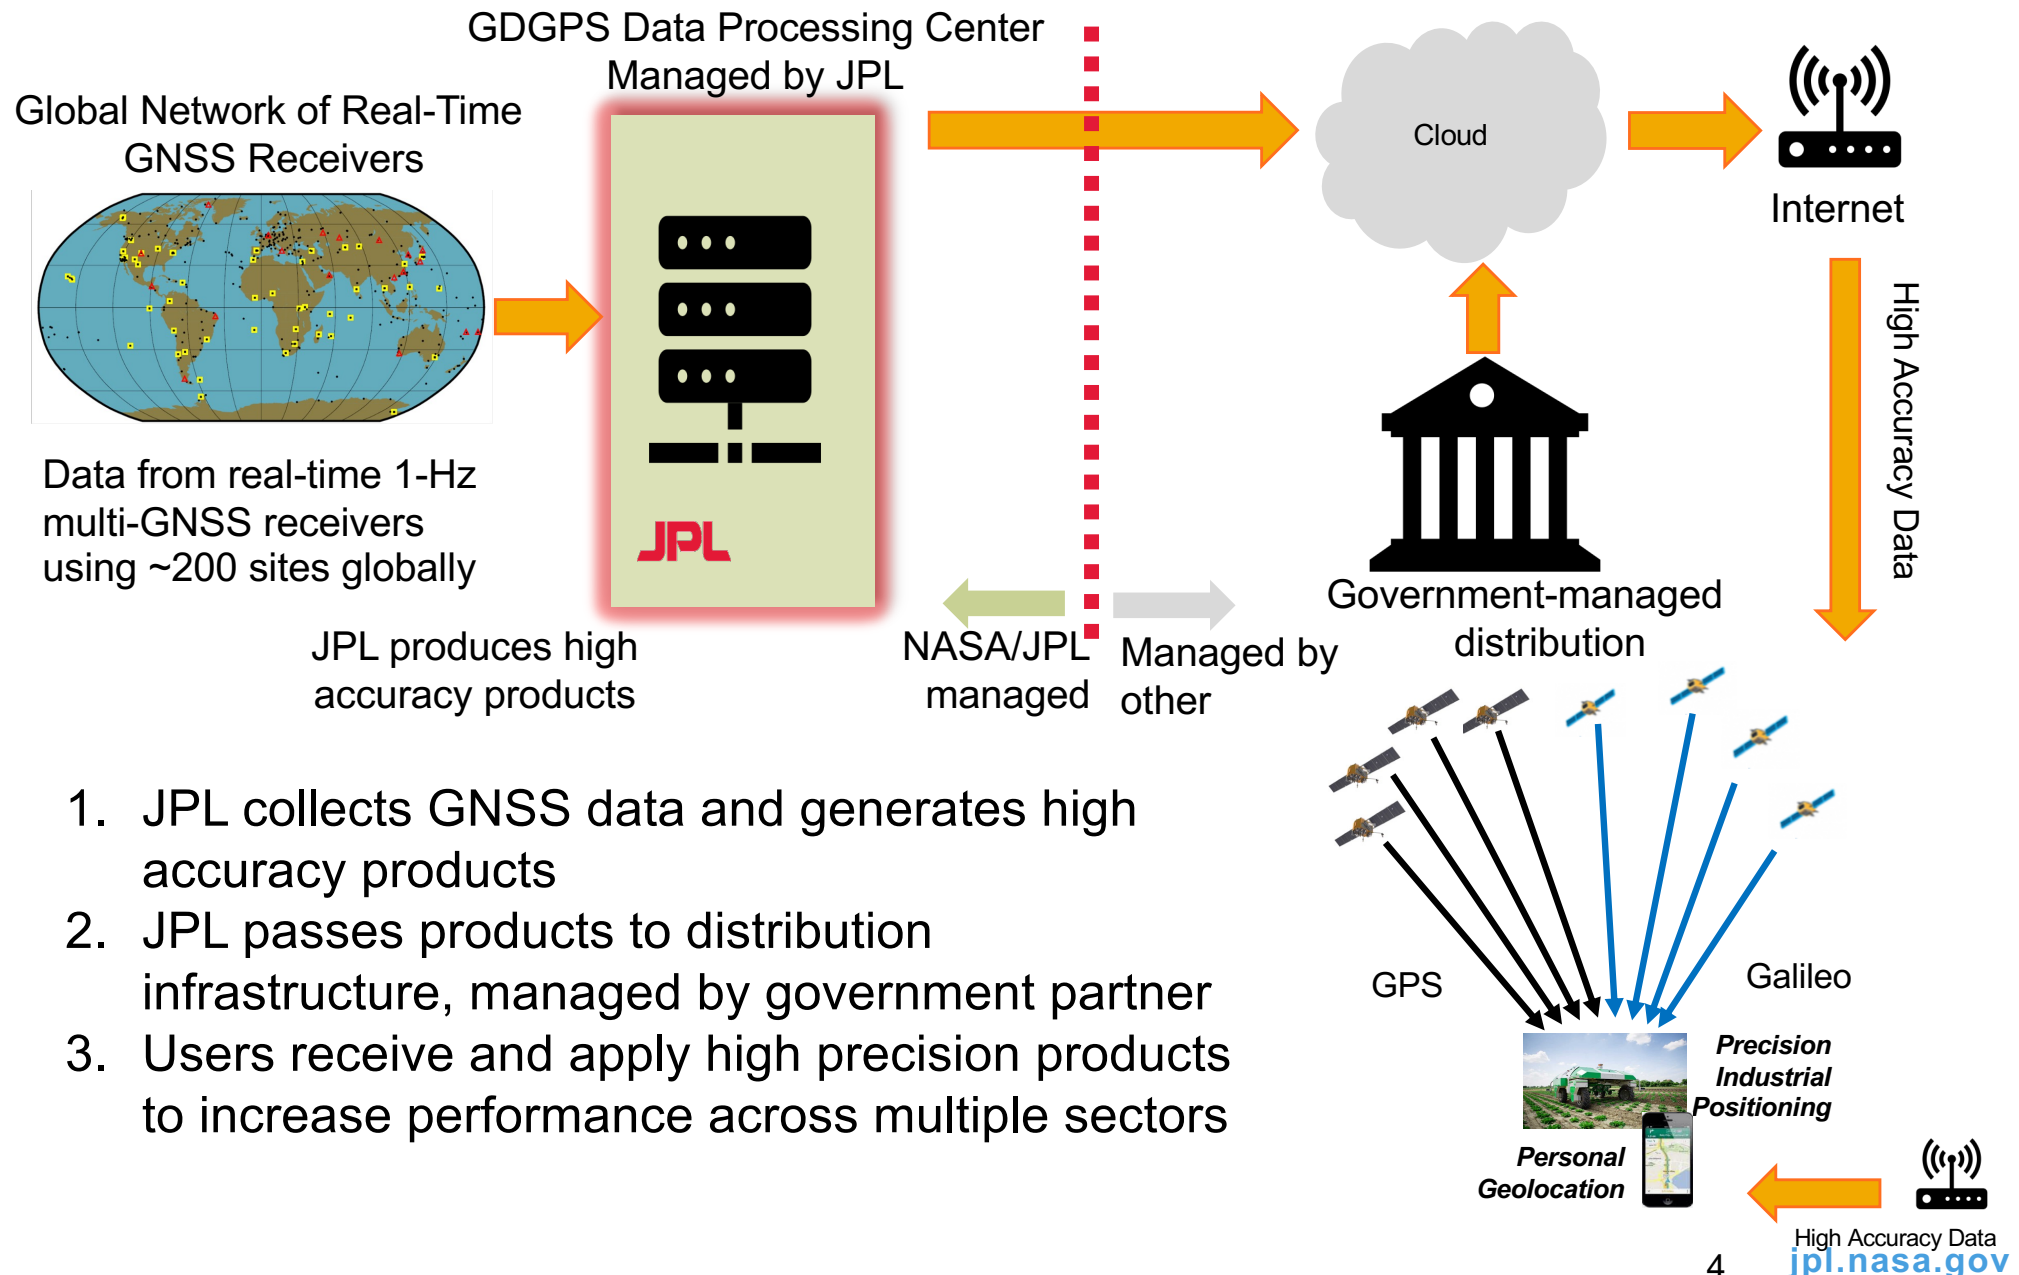 GDGPS Data Processing Center
Managed by JPL
Global Network of Real-Time
GNSS Receivers
Cloud
Internet
High Accuracy Data
Data from real-time 1-Hz
multi-GNSS receivers
using ~200 sites globally
JPL
JPL produces high
accuracy products
NASA/JPL
managed
Managed by
other
Government-managed
distribution
1. JPL collects GNSS data and generates high
accuracy products
2. JPL passes products to distribution
infrastructure, managed by government partner
3. Users receive and apply high precision products
to increase performance across multiple sectors
GPS
Galileo
Precision
Industrial
Positioning
Personal
Geolocation
High Accuracy Data
4
jpl.nasa.gov